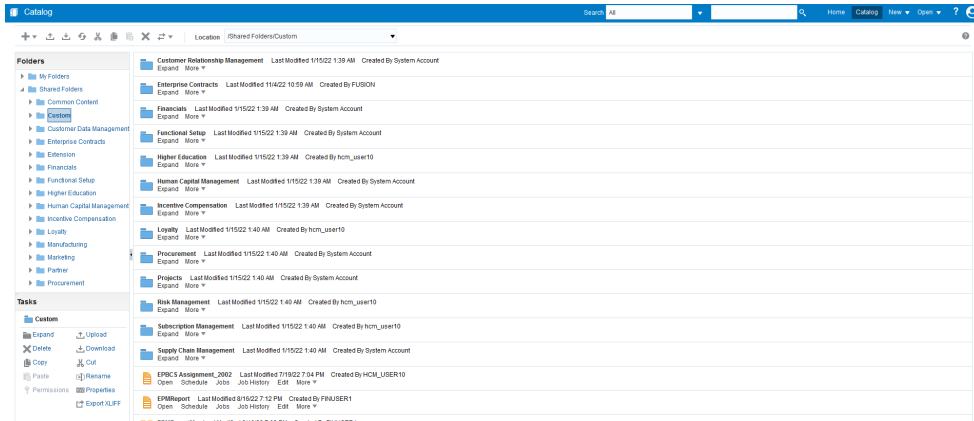 Catalog
Search All
Home Catalog New Open ?
Location /Shared Folders/Custom
Folders
My Folders
Shared Folders
Common Content
Custom
Customer Data Management
Enterprise Contracts
Extension
Financials
Functional Setup
Higher Education
Human Capital Management
Incentive Compensation
Loyalty
Manufacturing
Marketing
Partner
Procurement
Tasks
Custom
Expand Upload
Delete Download
Copy Cut
Paste Rename
Permissions Properties
Export XLIFF
Customer Relationship Management Last Modified 1/15/22 1:39 AM Created By System Account
Expand More
Enterprise Contracts Last Modified 11/4/22 10:59 AM Created By FUSION
Expand More
Financials Last Modified 1/15/22 1:39 AM Created By System Account
Expand More
Functional Setup Last Modified 1/15/22 1:39 AM Created By System Account
Expand More
Higher Education Last Modified 1/15/22 1:39 AM Created By hcm_user10
Expand More
Human Capital Management Last Modified 1/15/22 1:39 AM Created By System Account
Expand More
Incentive Compensation Last Modified 1/15/22 1:39 AM Created By System Account
Expand More
Loyalty Last Modified 1/15/22 1:40 AM Created By hcm_user10
Expand More
Procurement Last Modified 1/15/22 1:40 AM Created By System Account
Expand More
Projects Last Modified 1/15/22 1:40 AM Created By System Account
Expand More
Risk Management Last Modified 1/15/22 1:40 AM Created By hcm_user10
Expand More
Subscription Management Last Modified 1/15/22 1:40 AM Created By hcm_user10
Expand More
Supply Chain Management Last Modified 1/15/22 1:40 AM Created By System Account
Expand More
EPBCS Assignment_2002 Last Modified 7/19/22 7:04 PM Created By HCM_USER10
Open Schedule Jobs Job History Edit More
EPMReport Last Modified 8/16/22 7:12 PM Created By FINUSER1
Open Schedule Jobs Job History Edit More